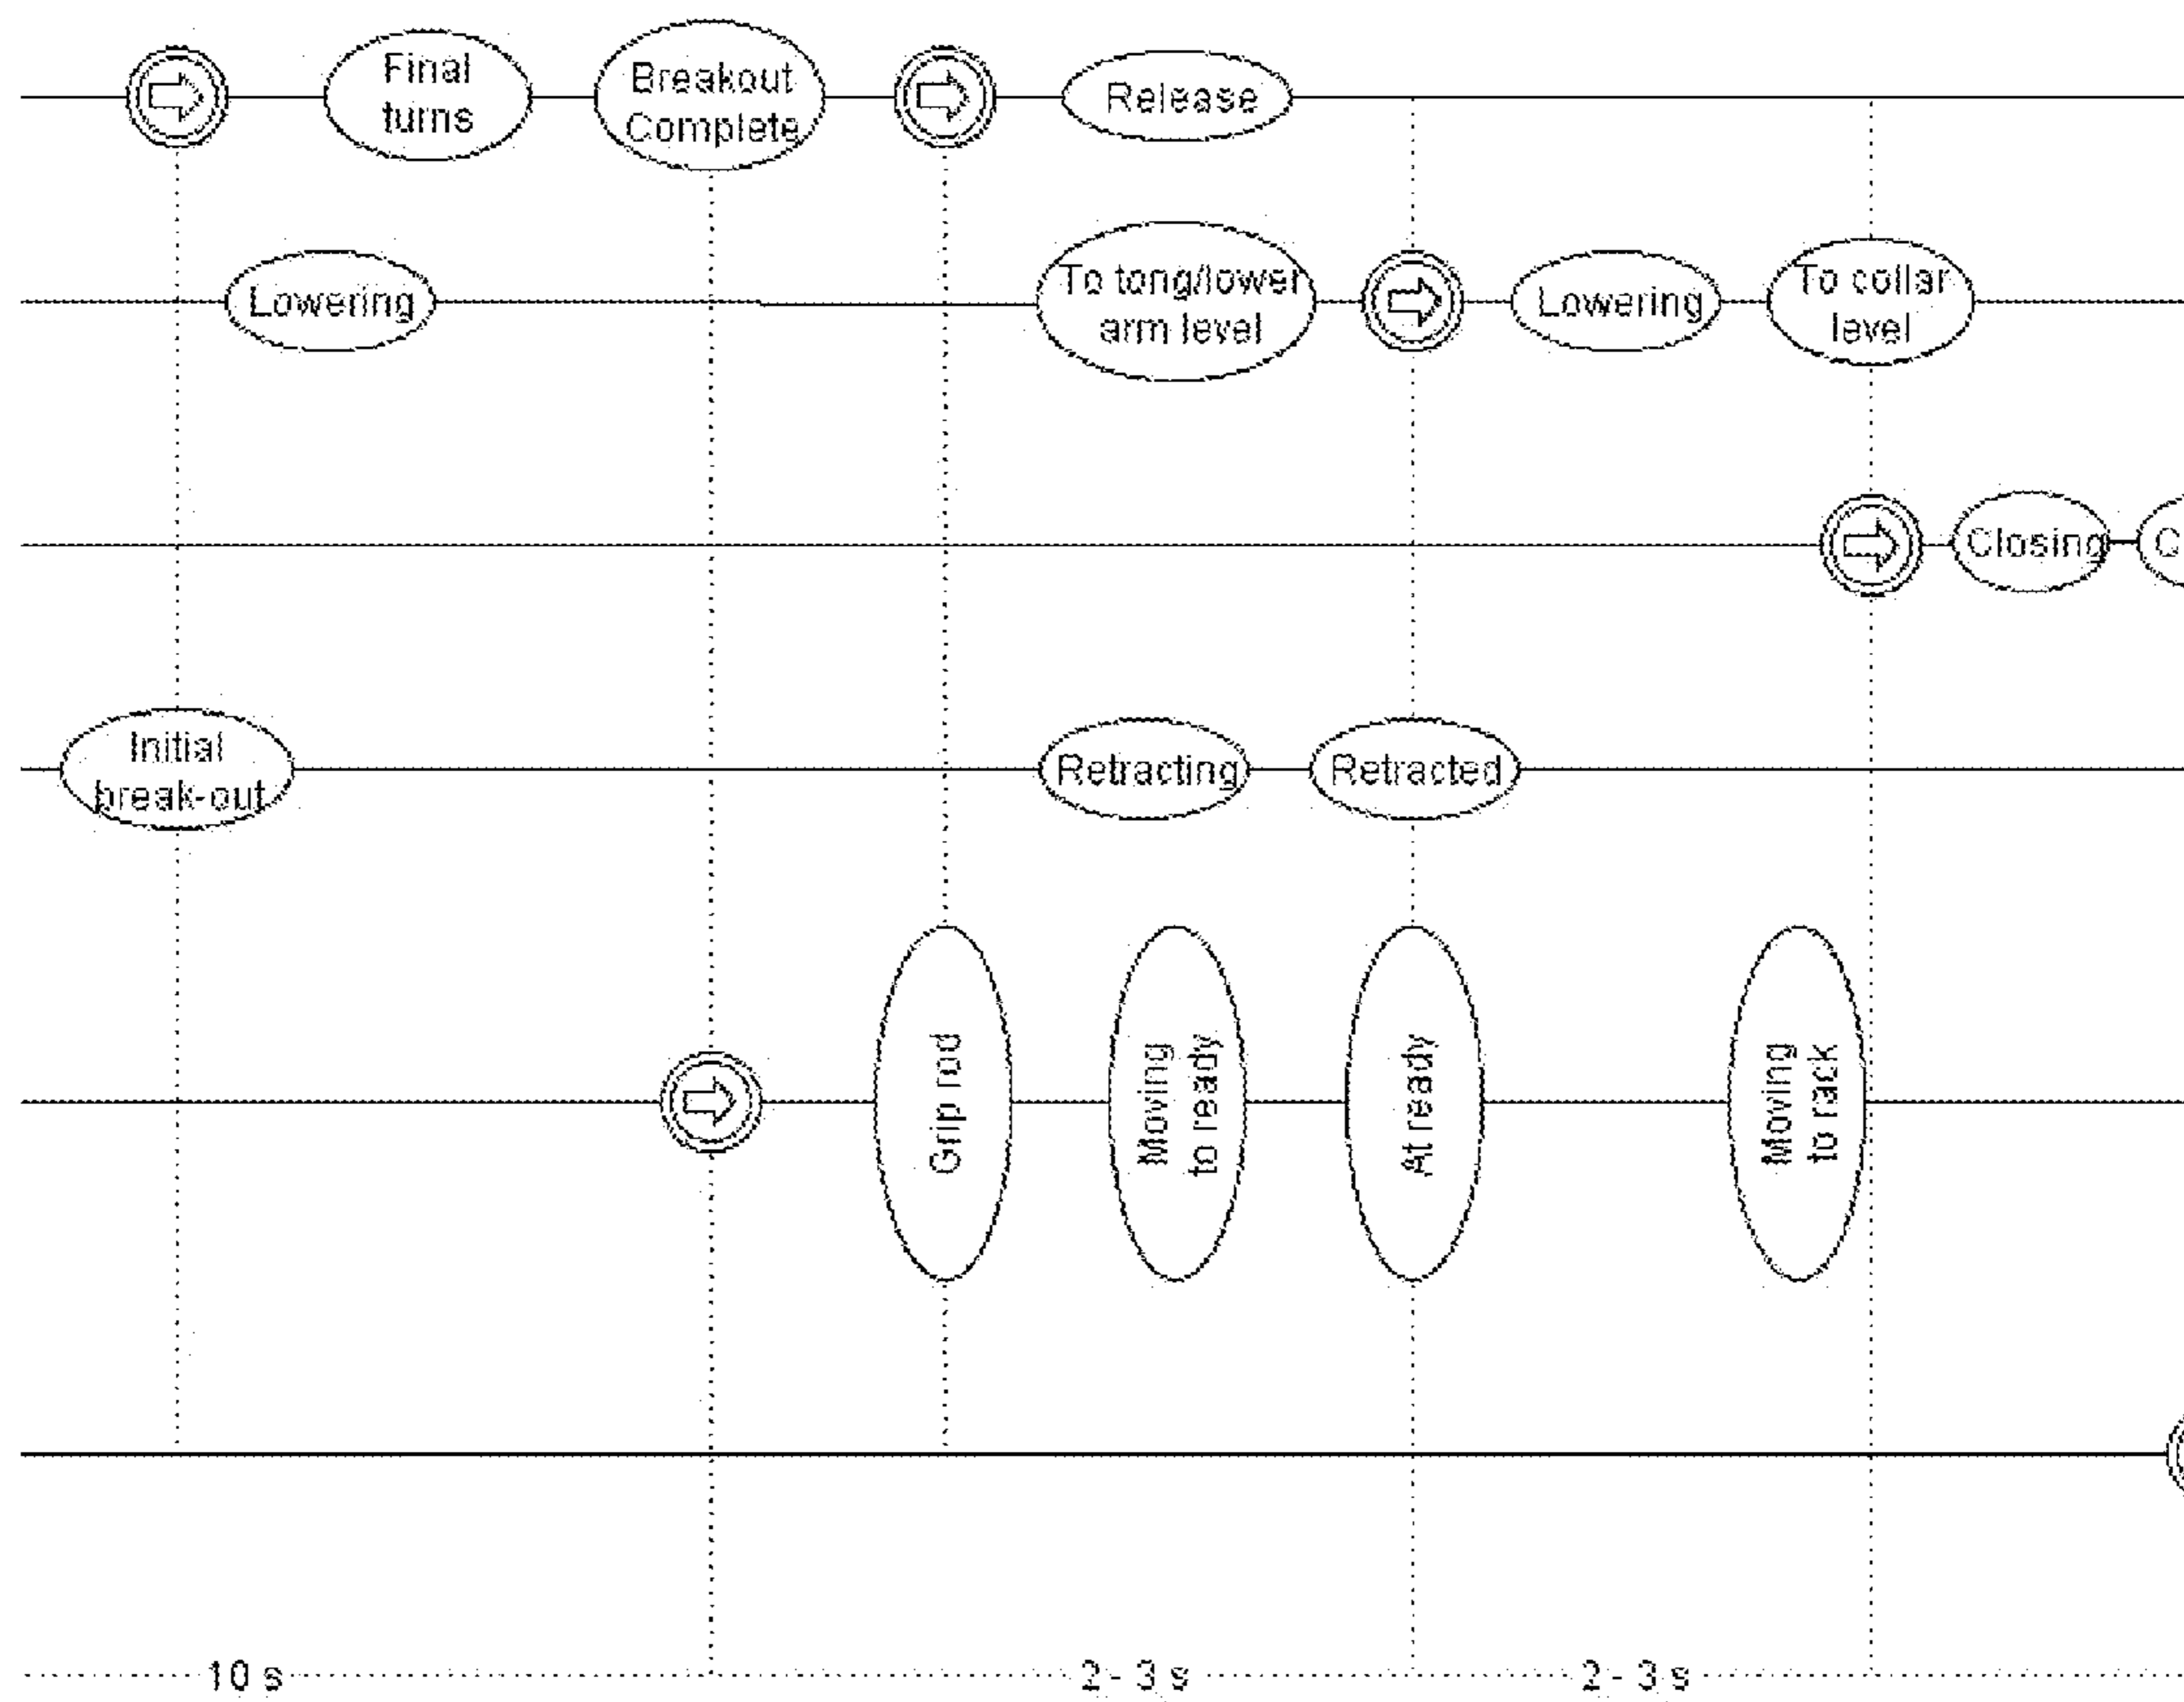 Final
turns
Breakout
Complete
Release
Lowering
To tong/lower
arm level
Lowering
To collar
level
Closing
Initial
break-out
Retracting
Retracted
Grip rod
Moving
to ready
At ready
Moving
to rack
10 s
2 - 3 s
2 - 3 s